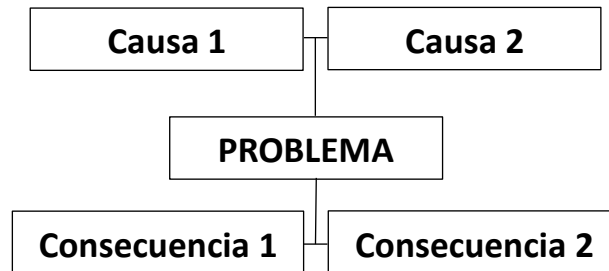 Causa 1
Causa 2
PROBLEMA
Consecuencia 1
Consecuencia 2